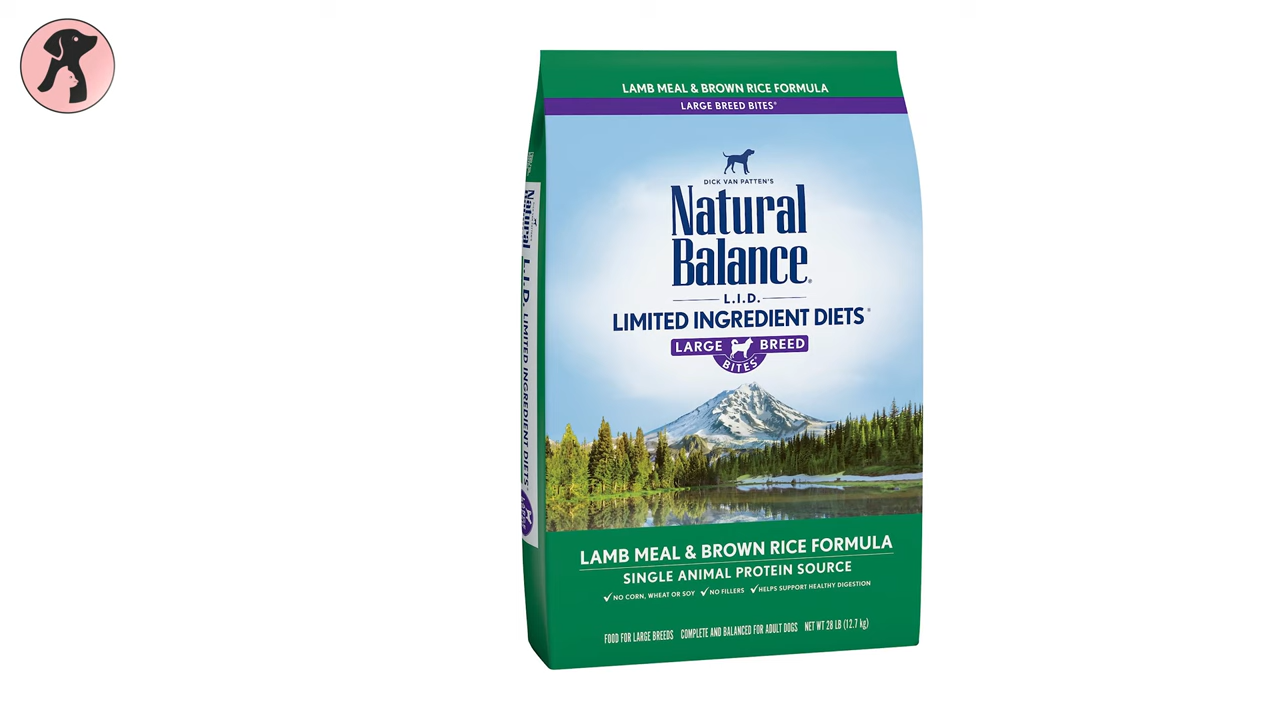 LAMB MEAL & BROWN RICE FORMULA
LARGE BREED BITES®
DICK VAN PATTEN'S
Natural
Balance®
L.I.D.
LIMITED INGREDIENT DIETS®
LARGE BREED
BITES®
LAMB MEAL & BROWN RICE FORMULA
SINGLE ANIMAL PROTEIN SOURCE
✓NO CORN, WHEAT OR SOY ✓NO FILLERS ✓HELPS SUPPORT HEALTHY DIGESTION
FOOD FOR LARGE BREEDS COMPLETE AND BALANCED FOR ADULT DOGS NET WT 28 LB (12.7 kg)
Natural
L.I.D. LIMITED INGREDIENT DIETS®